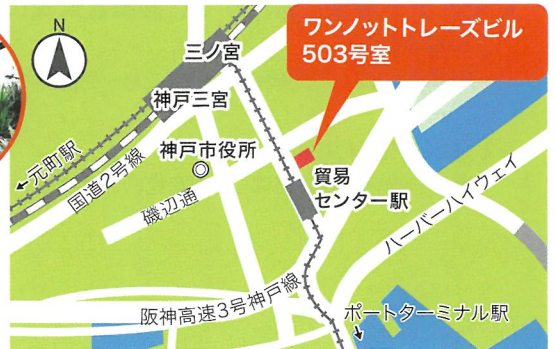 N
ワンノットトレーズビル
503号室
三ノ宮
神戸三宮
←元町駅
国道2号線
神戸市役所
磯辺通
貿易
センター駅
ハーバーハイウェイ
阪神高速3号神戸線
ポートターミナル駅